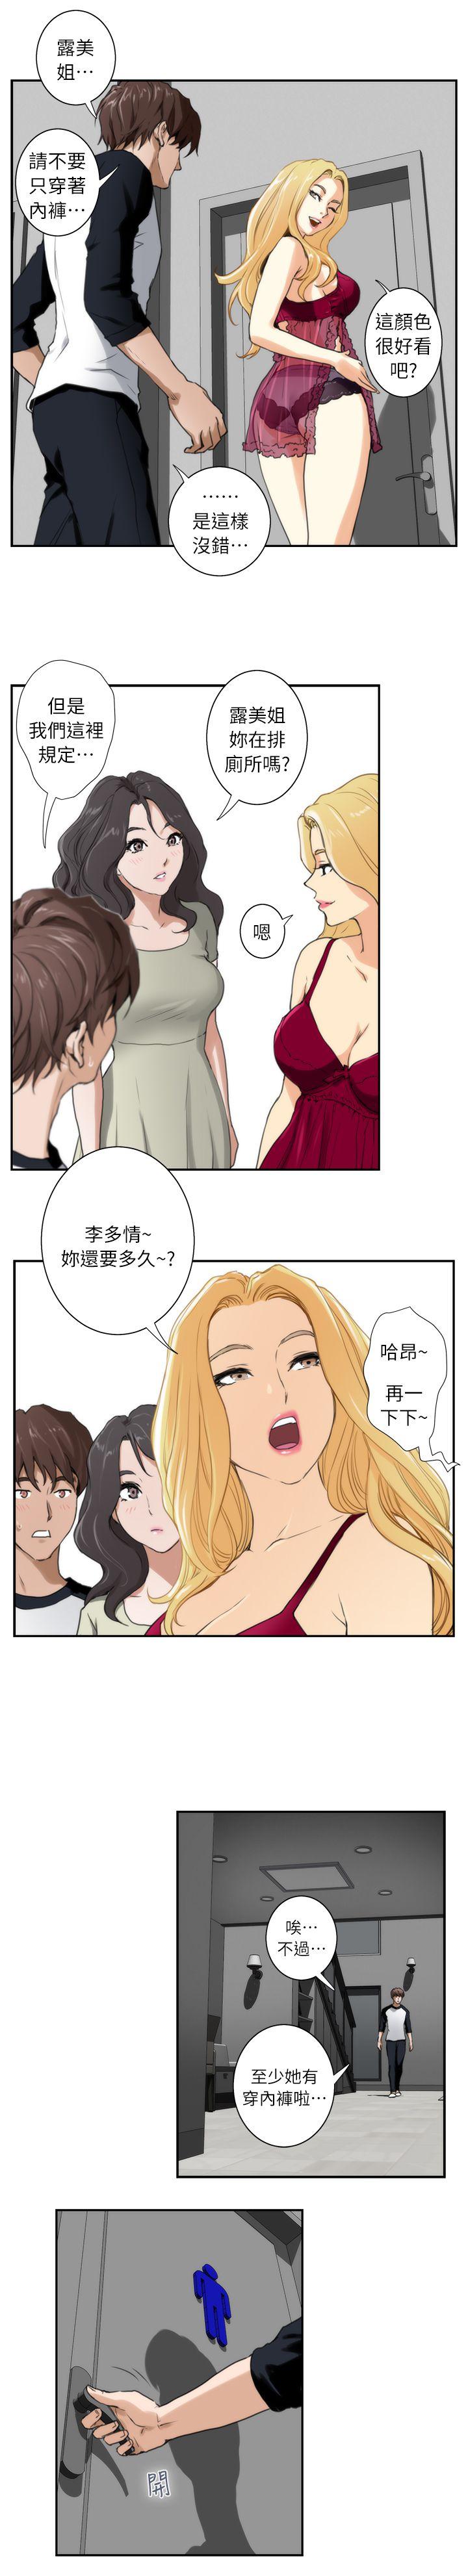 露美
姐…
請不要
只穿著
內褲…
這顏色
很好看
吧?
……
是這樣
沒錯…
但是
我們這裡
規定…
露美姐
妳在排
廁所嗎?
嗯
李多情~
妳還要多久~?
哈昂~
再一
下下~
唉…
不過…
至少她有
穿內褲啦…
開